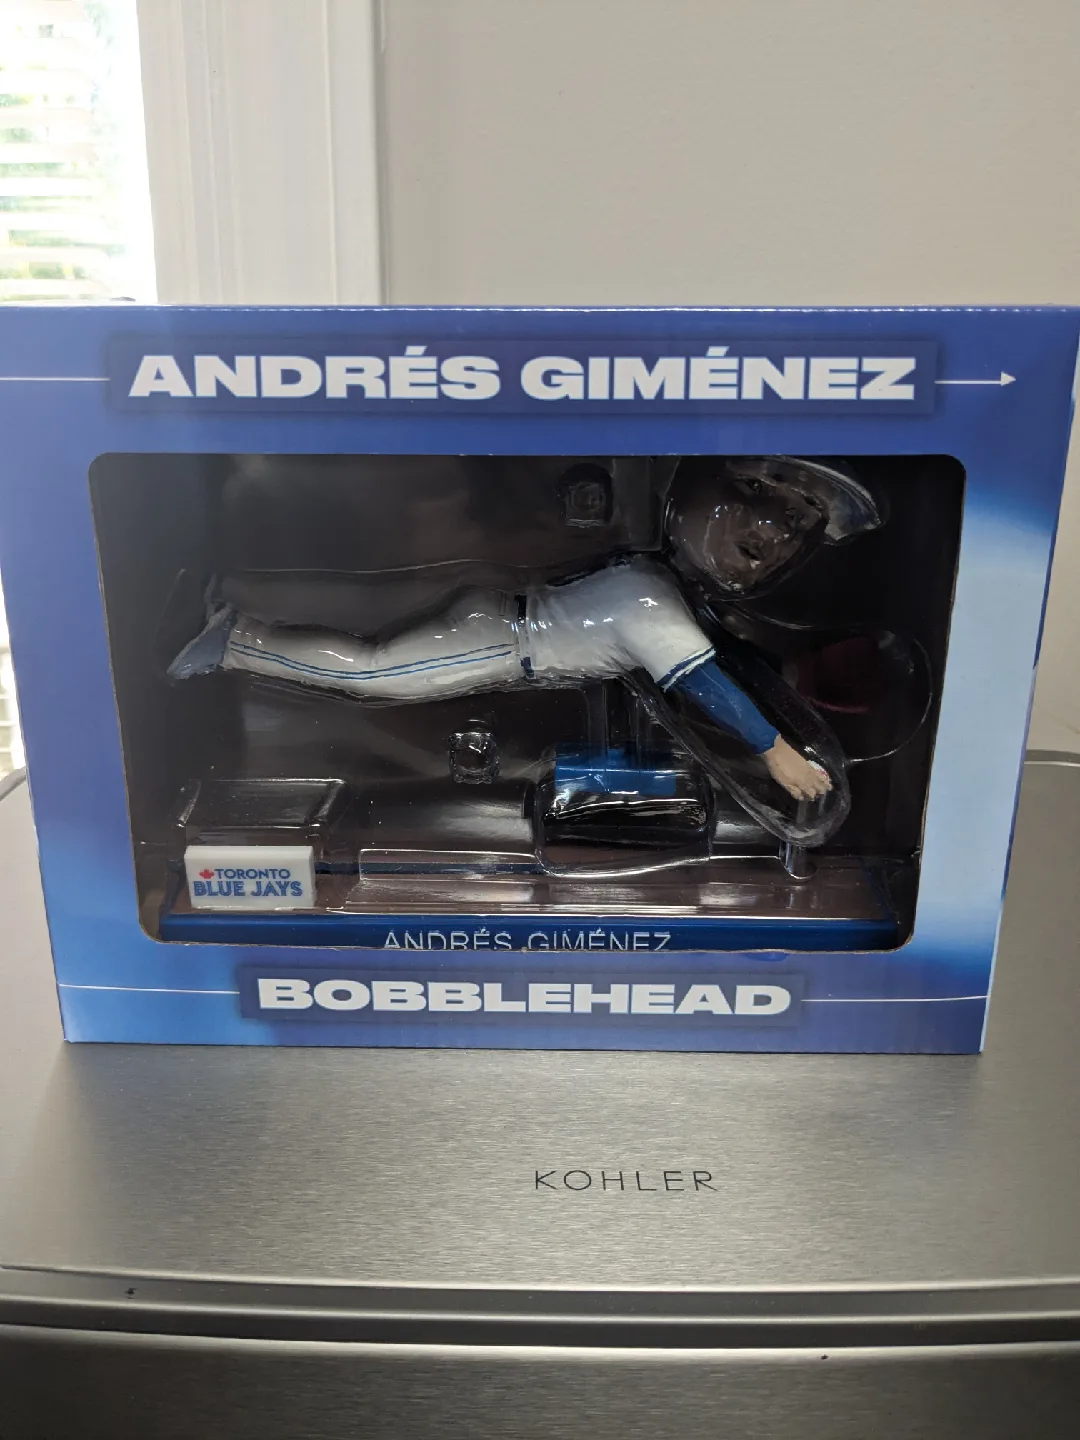 ANDRÉS GIMÉNEZ
TORONTO
BLUE JAYS
ANDRÉS GIMÉNEZ
BOBBLEHEAD
KOHLER